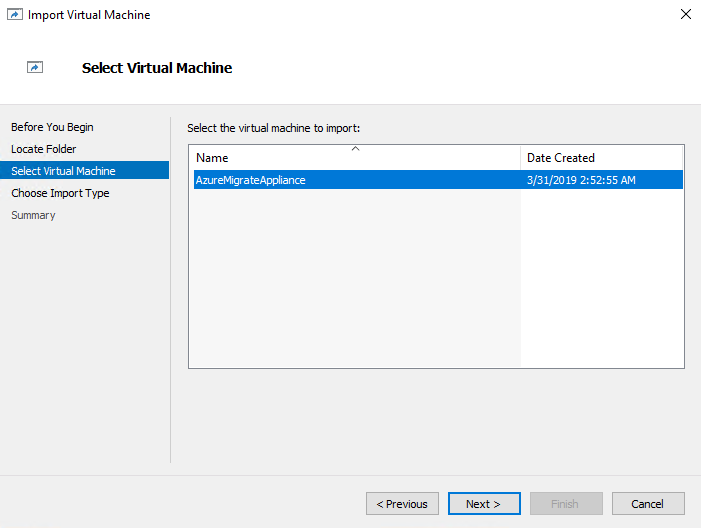 Import Virtual Machine
Select Virtual Machine
Before You Begin
Locate Folder
Select Virtual Machine
Choose Import Type
Summary
Select the virtual machine to import:
Name Date Created
AzureMigrateAppliance 3/31/2019 2:52:55 AM
< Previous Next > Finish Cancel